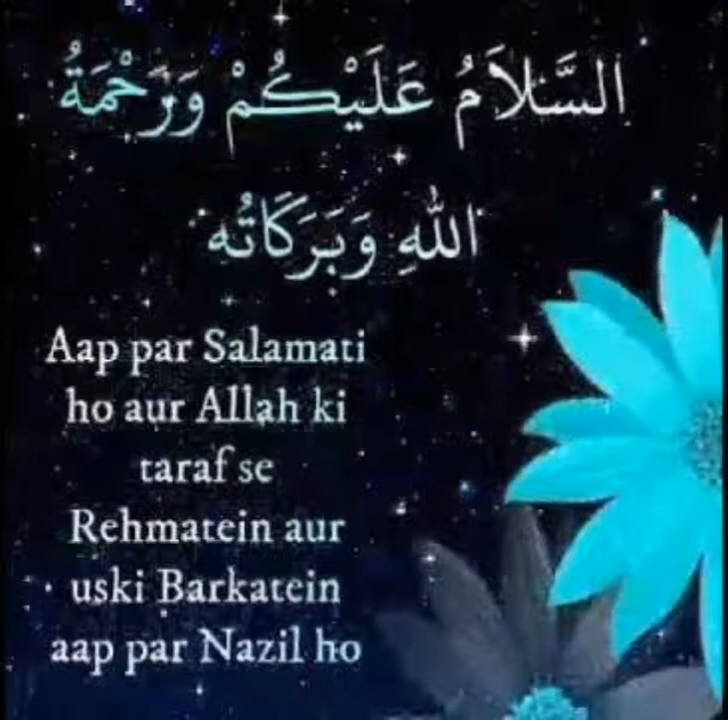 السَّلاَمُ عَلَيْكُمْ وَرَحْمَةُ
اللهِ وَبَرَكَاتُه
Aap par Salamati
ho aur Allah ki
taraf se
Rehmatein aur
uski Barkatein
aap par Nazil ho